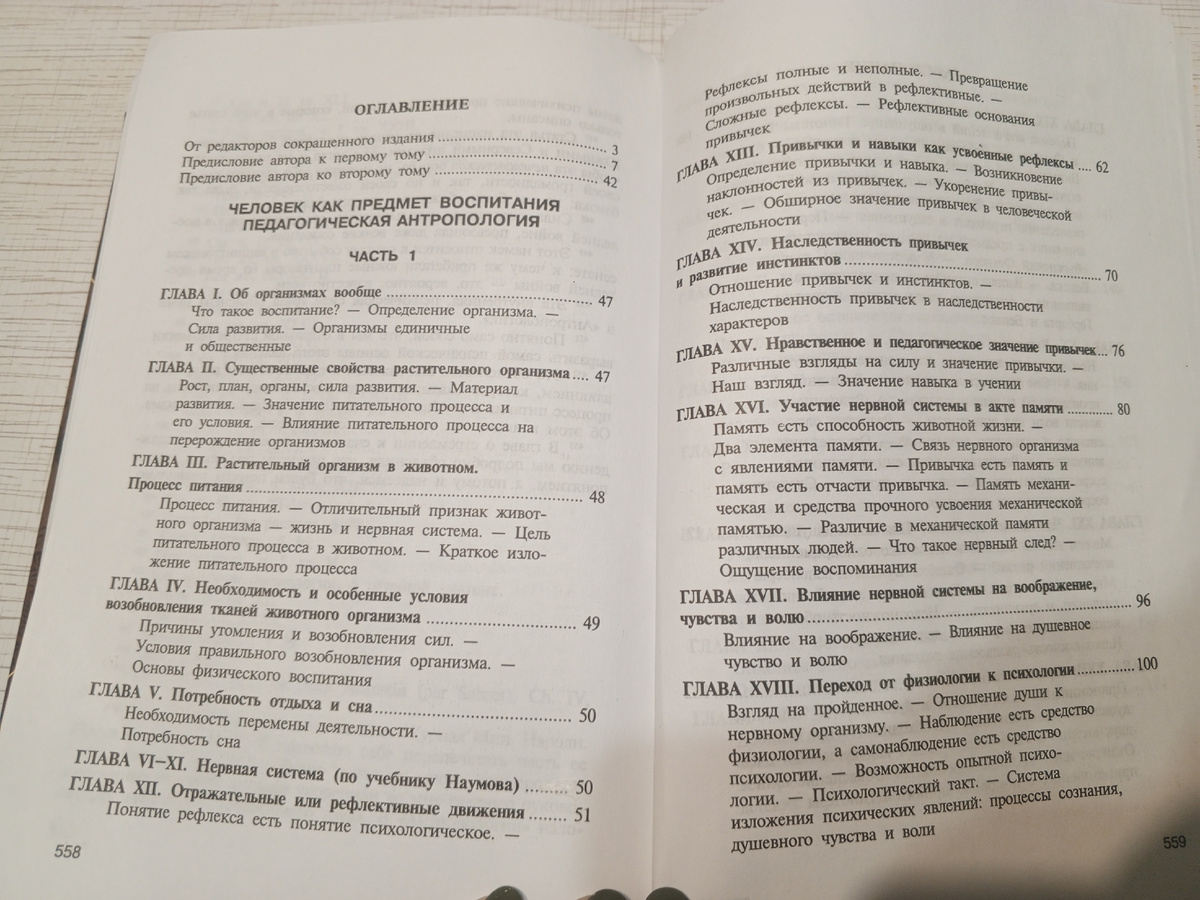 ОГЛАВЛЕНИЕ
От редакторов сокращенного издания ........ 3
Предисловие автора к первому тому ........ 7
Предисловие автора ко второму тому ........ 42
ЧЕЛОВЕК КАК ПРЕДМЕТ ВОСПИТАНИЯ
ПЕДАГОГИЧЕСКАЯ АНТРОПОЛОГИЯ
ЧАСТЬ 1
ГЛАВА I. Об организмах вообще ........ 47
Что такое воспитание? — Определение организма. —
Сила развития. — Организмы единичные
и общественные
ГЛАВА II. Существенные свойства растительного организма .... 47
Рост, план, органы, сила развития. — Материал
развития. — Значение питательного процесса и
его условия. — Влияние питательного процесса на
перерождение организмов
ГЛАВА III. Растительный организм в животном.
Процесс питания ........ 48
Процесс питания. — Отличительный признак живот-
ного организма — жизнь и нервная система. — Цель
питательного процесса в животном. — Краткое изло-
жение питательного процесса
ГЛАВА IV. Необходимость и особенные условия
возобновления тканей животного организма ........ 49
Причины утомления и возобновления сил. —
Условия правильного возобновления организма. —
Основы физического воспитания
ГЛАВА V. Потребность отдыха и сна ........ 50
Необходимость перемены деятельности. —
Потребность сна
ГЛАВА VI—XI. Нервная система (по учебнику Наумова) ........ 50
ГЛАВА XII. Отражательные или рефлективные движения ....... 51
Понятие рефлекса есть понятие психологическое. —
558
Рефлексы полные и неполные. — Превращение
произвольных действий в рефлективные. —
Сложные рефлексы. — Рефлективные основания
привычек
ГЛАВА XIII. Привычки и навыки как усвоенные рефлексы .... 62
Определение привычки и навыка. — Возникновение
наклонностей из привычек. — Укоренение привы-
чек. — Обширное значение привычек в человеческой
деятельности
ГЛАВА XIV. Наследственность привычек
и развитие инстинктов ........ 70
Отношение привычки и инстинктов. —
Наследственность привычек в наследственности
характеров
ГЛАВА XV. Нравственное и педагогическое значение привычек... 76
Различные взгляды на силу и значение привычки. —
Наш взгляд. — Значение навыка в учении
ГЛАВА XVI. Участие нервной системы в акте памяти ........ 80
Память есть способность животной жизни. —
Два элемента памяти. — Связь нервного организма
с явлениями памяти. — Привычка есть память и
память есть отчасти привычка. — Память механи-
ческая и средства прочного усвоения механической
памятью. — Различие в механической памяти
различных людей. — Что такое нервный след? —
Ощущение воспоминания
ГЛАВА XVII. Влияние нервной системы на воображение,
чувства и волю ........ 96
Влияние на воображение. — Влияние на душевное
чувство и волю
ГЛАВА XVIII. Переход от физиологии к психологии ........ 100
Взгляд на пройденное. — Отношение души к
нервному организму. — Наблюдение есть средство
физиологии, а самонаблюдение есть средство
психологии. — Возможность опытной психо-
логии. — Психологический такт. — Система
изложения психических явлений: процессы сознания,
душевного чувства и воли
559